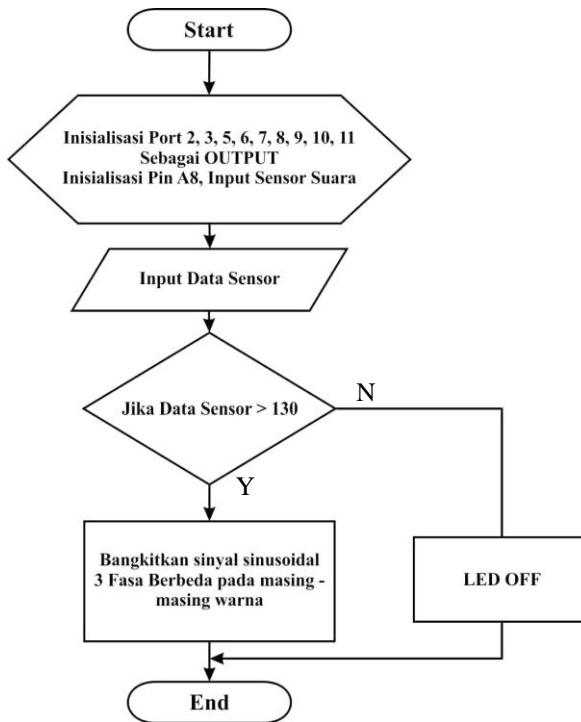 Start
Inisialisasi Port 2, 3, 5, 6, 7, 8, 9, 10, 11
Sebagai OUTPUT
Inisialisasi Pin A8, Input Sensor Suara
Input Data Sensor
Jika Data Sensor > 130
N
Y
Bangkitkan sinyal sinusoidal
3 Fasa Berbeda pada masing -
masing warna
LED OFF
End